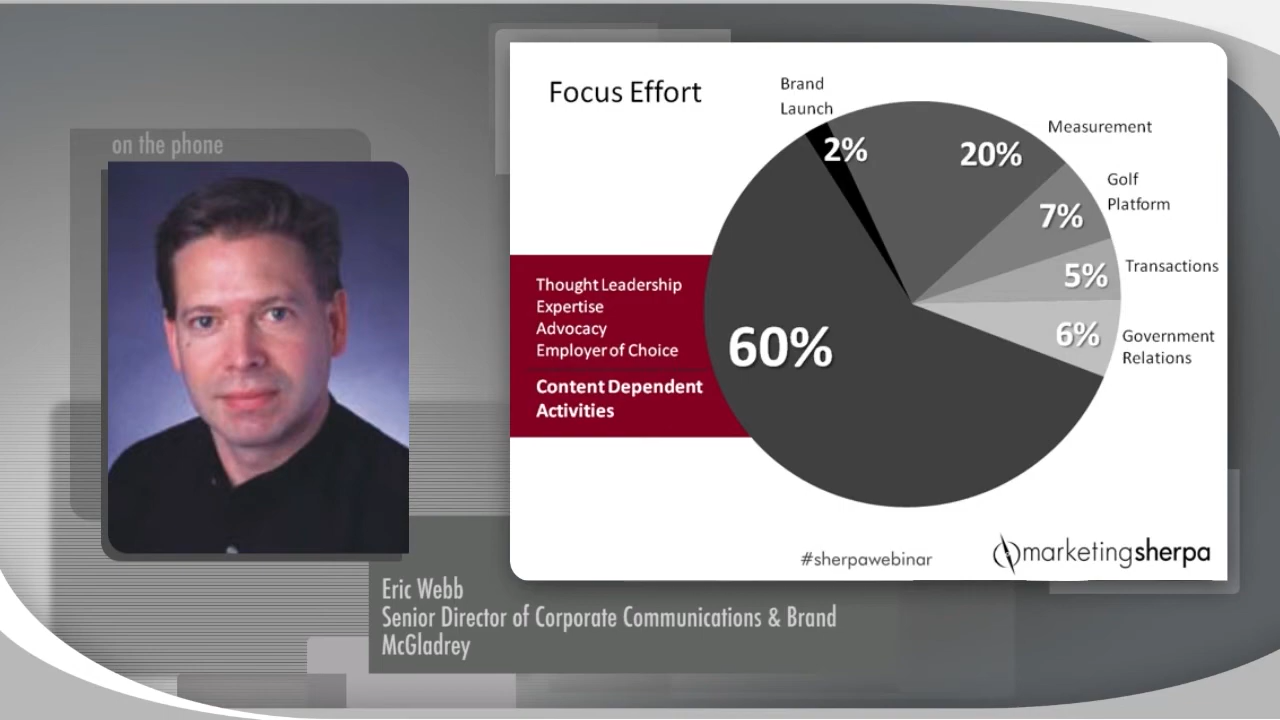 on the phone
Focus Effort
Brand
Launch
2%
20%
Measurement
Golf
Platform
7%
Transactions
5%
Government
Relations
6%
60%
Thought Leadership
Expertise
Advocacy
Employer of Choice
Content Dependent
Activities
#sherpawebinar
marketingsherpa
Eric Webb
Senior Director of Corporate Communications & Brand
McGladrey